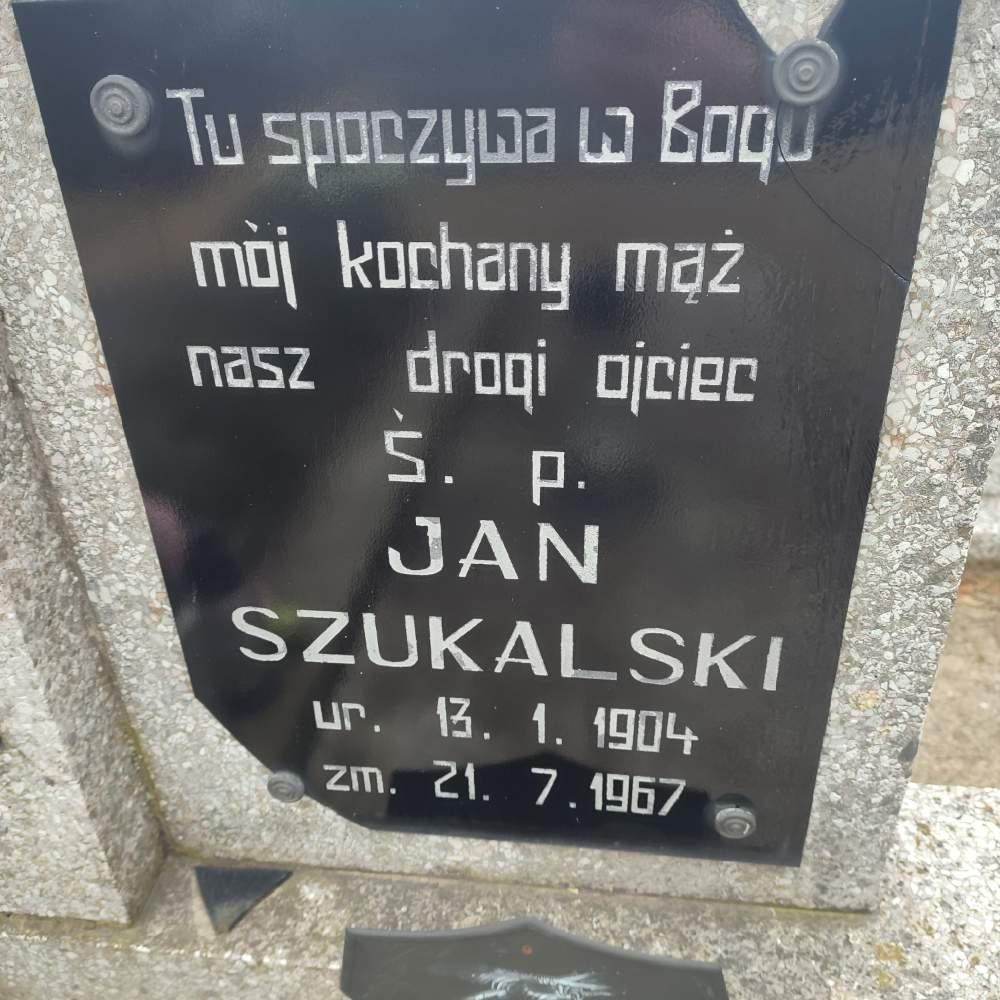 Tu spoczywa w Bogu
mój kochany mąż
nasz drogi ojciec
Ś. p.
JAN
SZUKALSKI
ur. 13. 1. 1904
zm. 21. 7. 1967